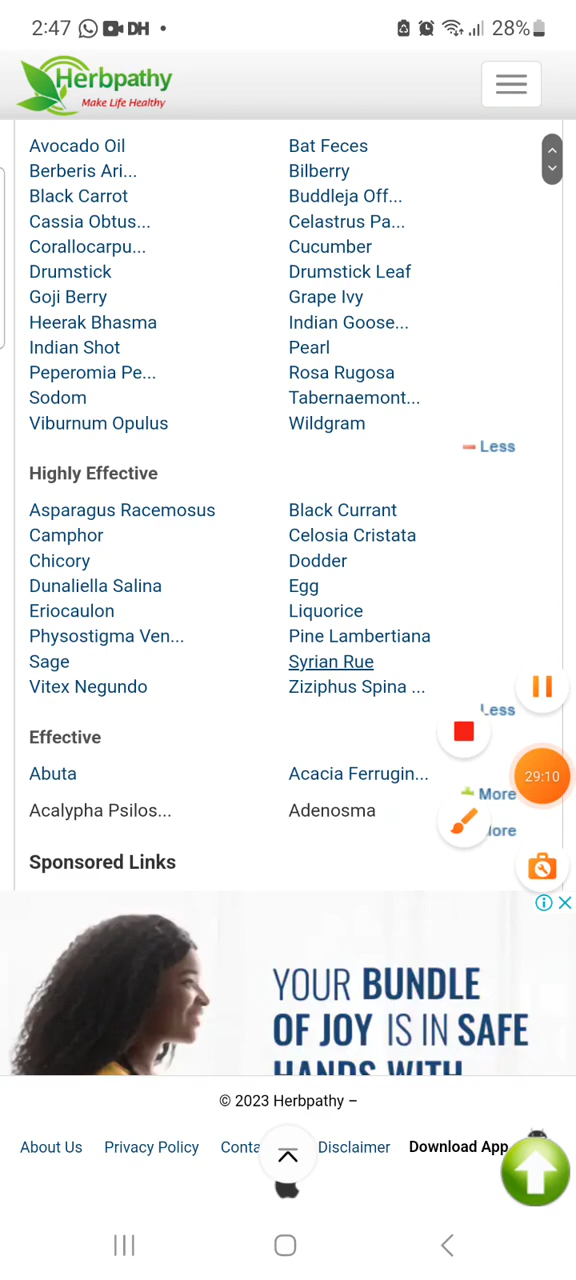 2:47 DH • 28%
Herbpathy
Make Life Healthy
Avocado Oil Bat Feces
Berberis Ari... Bilberry
Black Carrot Buddleja Off...
Cassia Obtus... Celastrus Pa...
Corallocarpu... Cucumber
Drumstick Drumstick Leaf
Goji Berry Grape Ivy
Heerak Bhasma Indian Goose...
Indian Shot Pearl
Peperomia Pe... Rosa Rugosa
Sodom Tabernaemont...
Viburnum Opulus Wildgram
Less
Highly Effective
Asparagus Racemosus Black Currant
Camphor Celosia Cristata
Chicory Dodder
Dunaliella Salina Egg
Eriocaulon Liquorice
Physostigma Ven... Pine Lambertiana
Sage Syrian Rue
Vitex Negundo Ziziphus Spina ...
Less
Effective
29:10
Abuta Acacia Ferrugin...
More
Acalypha Psilos... Adenosma
ore
Sponsored Links
YOUR BUNDLE
OF JOY IS IN SAFE
HANDS WITH
© 2023 Herbpathy –
About Us Privacy Policy Conta Disclaimer Download App